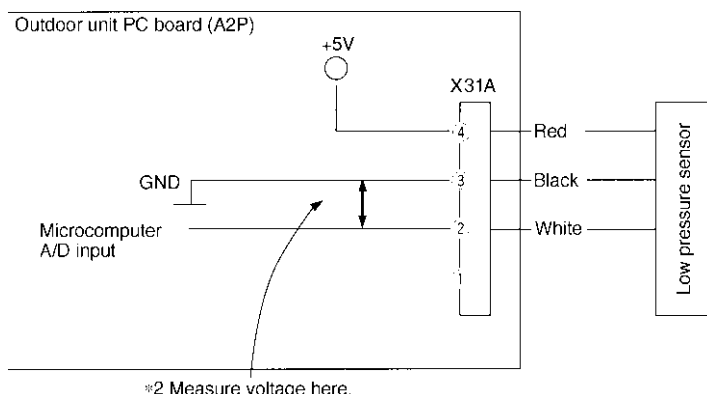 Outdoor unit PC board (A2P)
+5V
X31A
4
Red
GND
3
Black
Microcomputer
A/D input
2
White
1
Low pressure sensor
*2 Measure voltage here.